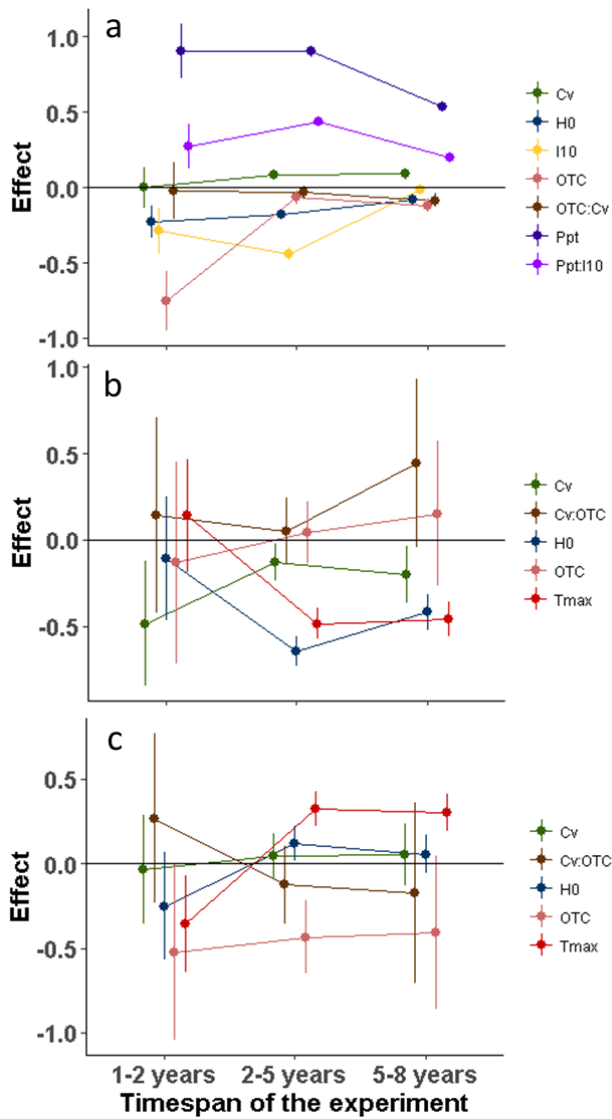 a
1.0
0.5
0.0
-0.5
-1.0
Effect
Cv
H0
I10
OTC
OTC:Cv
Ppt
Ppt:I10
b
1.0
0.5
0.0
-0.5
Effect
Cv
Cv:OTC
H0
OTC
Tmax
c
0.5
0.0
-0.5
-1.0
Effect
Cv
Cv:OTC
H0
OTC
Tmax
1-2 years 2-5 years 5-8 years
Timespan of the experiment